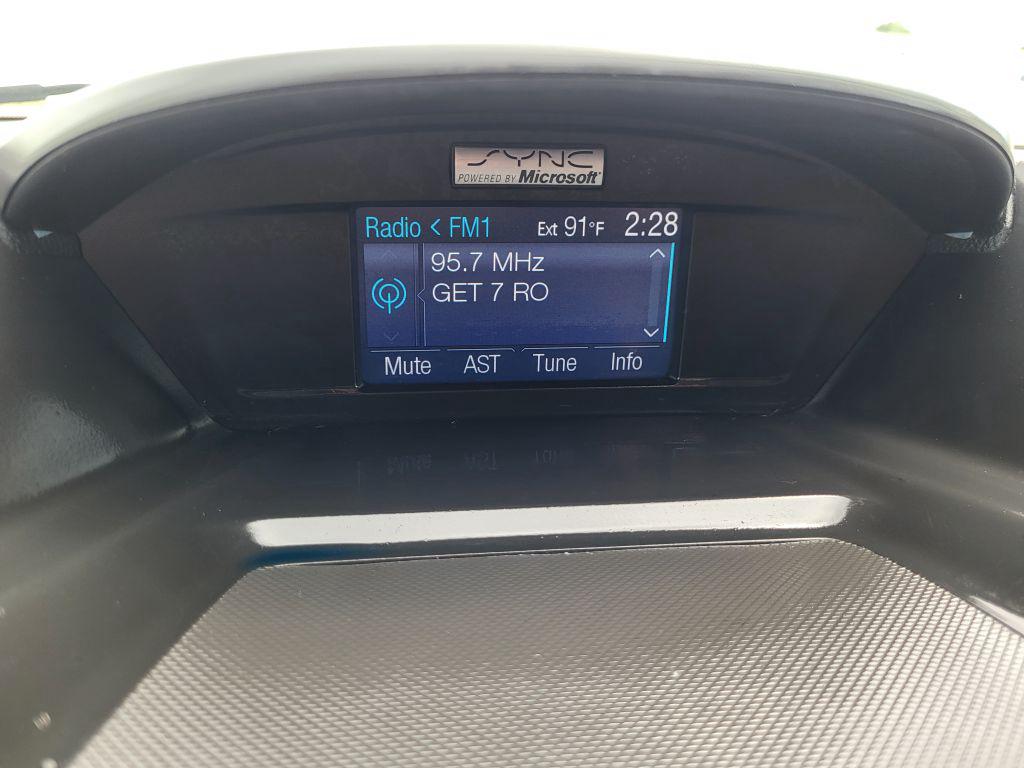 SYNC
POWERED BY Microsoft
Radio < FM1 Ext 91°F 2:28
95.7 MHz
GET 7 RO
Mute AST Tune Info